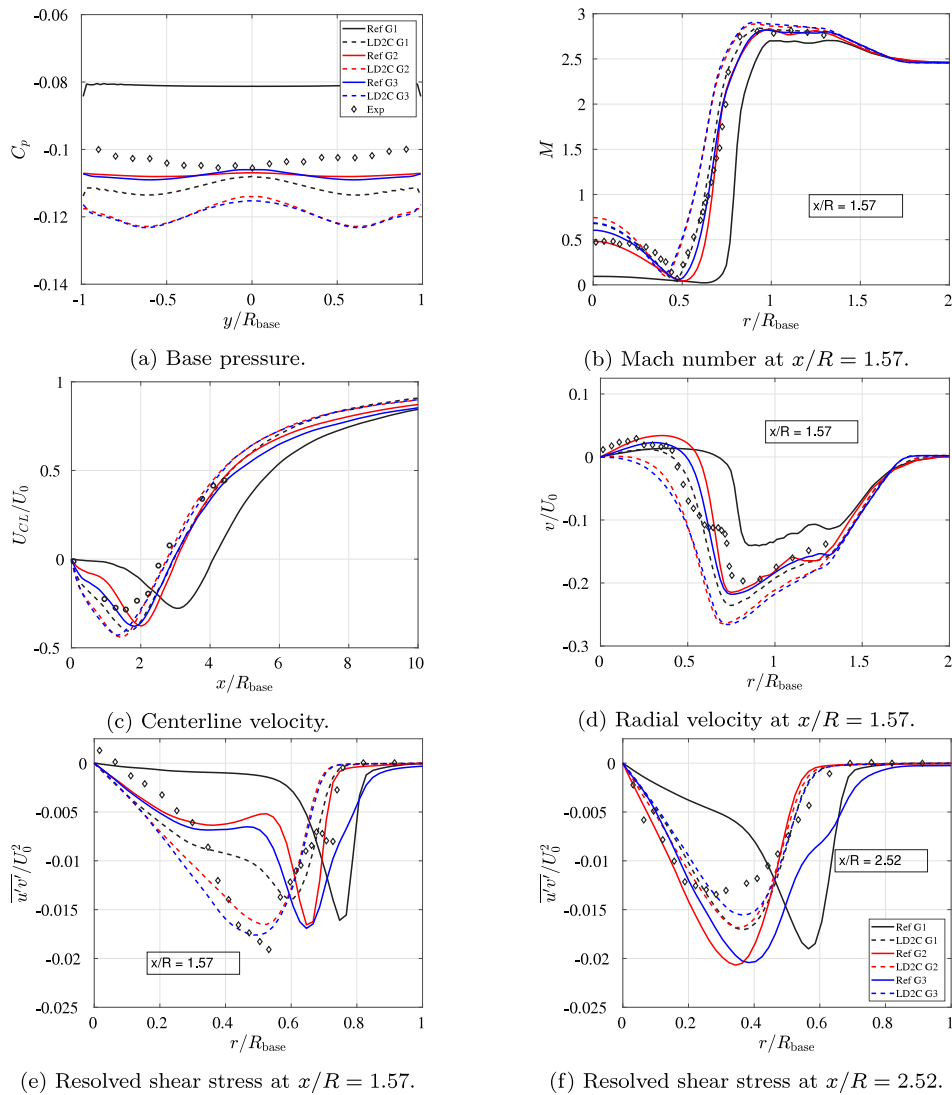 -0.06
-0.08
-0.1
-0.12
-0.14
C_p
-1
-0.5
0
0.5
1
y/R_base
Ref G1
LD2C G1
Ref G2
LD2C G2
Ref G3
LD2C G3
Exp
(a) Base pressure.
3
2.5
2
1.5
1
0.5
0
M
x/R = 1.57
0
0.5
1
1.5
2
r/R_base
(b) Mach number at x/R = 1.57.
1
0.5
0
-0.5
U_CL/U_0
0
2
4
6
8
10
x/R_base
(c) Centerline velocity.
0.1
0
-0.1
-0.2
-0.3
v/U_0
x/R = 1.57
0
0.5
1
1.5
2
r/R_base
(d) Radial velocity at x/R = 1.57.
0
-0.005
-0.01
-0.015
-0.02
-0.025
u'v'/U_0^2
x/R = 1.57
0
0.2
0.4
0.6
0.8
1
r/R_base
(e) Resolved shear stress at x/R = 1.57.
0
-0.005
-0.01
-0.015
-0.02
-0.025
u'v'/U_0^2
x/R = 2.52
Ref G1
LD2C G1
Ref G2
LD2C G2
Ref G3
LD2C G3
0
0.2
0.4
0.6
0.8
1
r/R_base
(f) Resolved shear stress at x/R = 2.52.